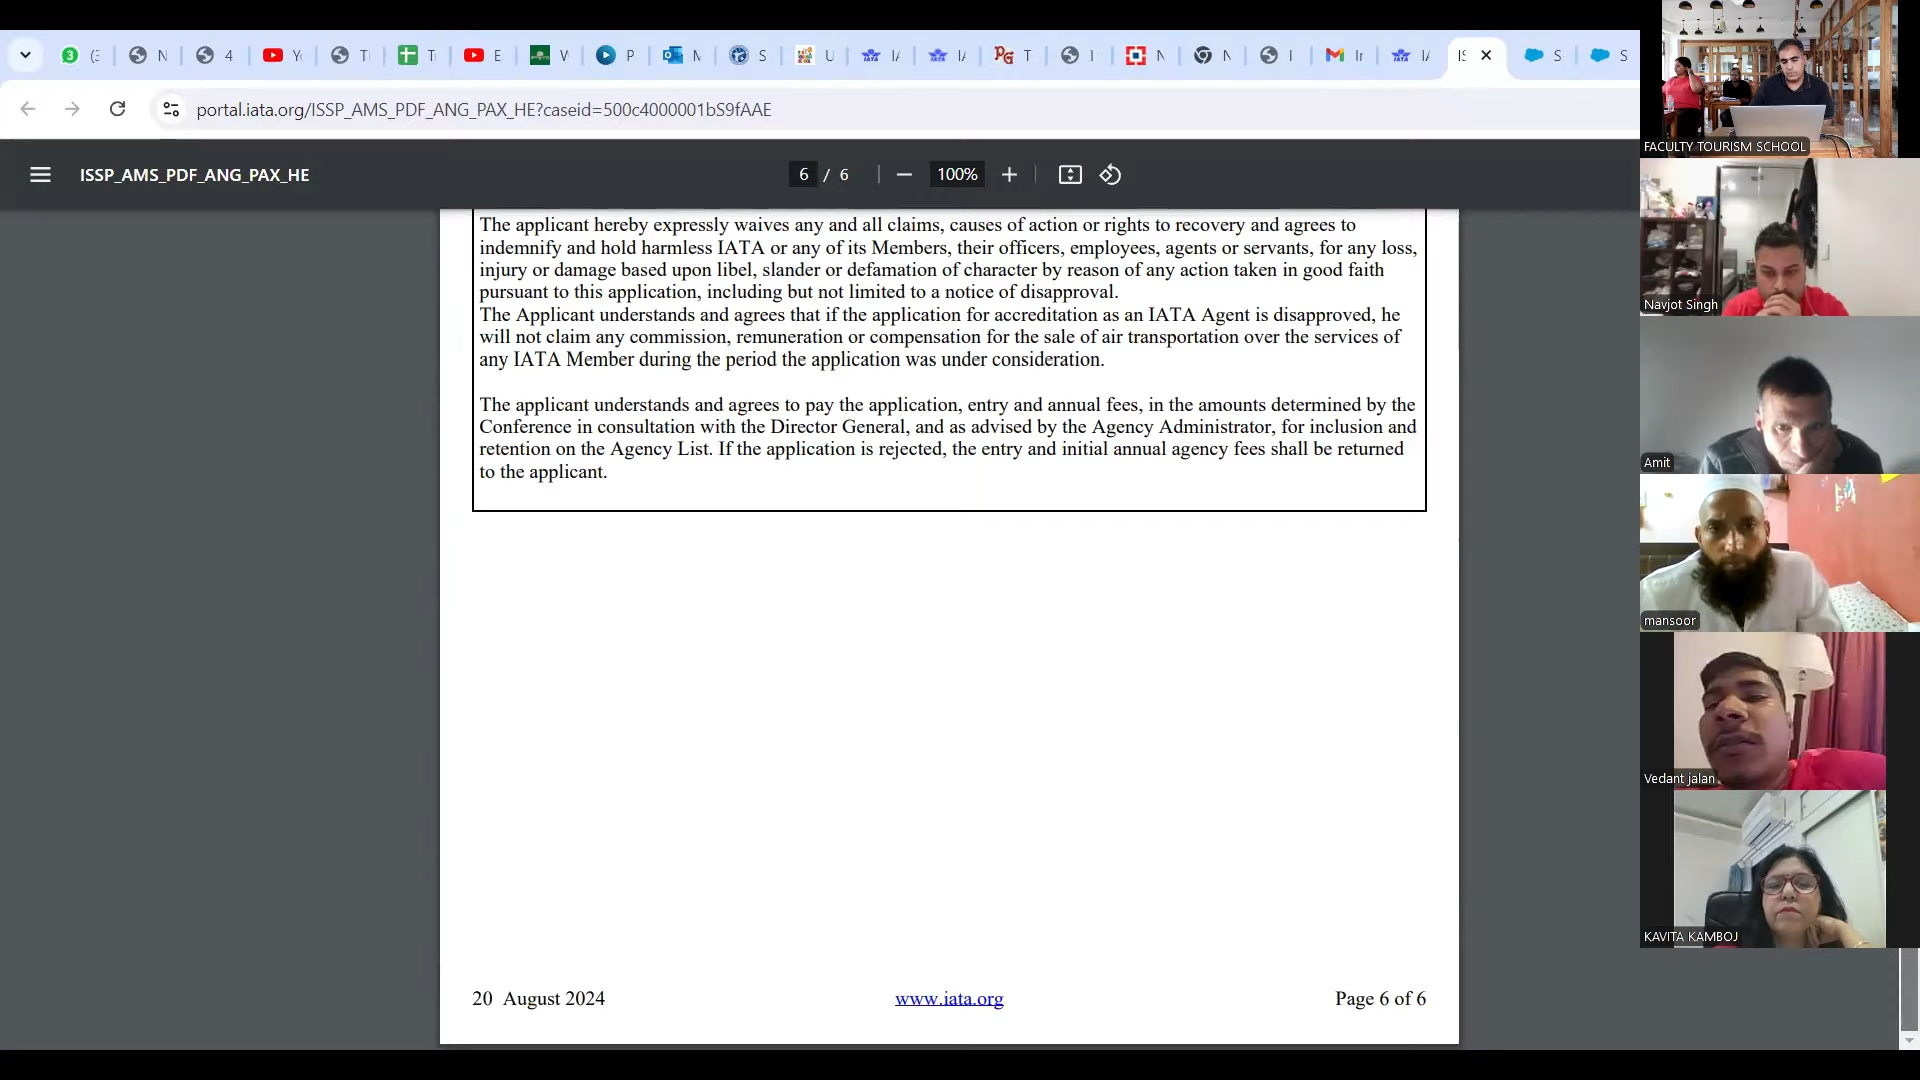 3
(3
N
4
Y
T
T
E
W
P
M
S
U
IA
IA
T
I
N
N
I
Ir
IA
IS
S
S
portal.iata.org/ISSP_AMS_PDF_ANG_PAX_HE?caseid=500c4000001bS9fAAE
ISSP_AMS_PDF_ANG_PAX_HE
6 / 6
100%
The applicant hereby expressly waives any and all claims, causes of action or rights to recovery and agrees to
indemnify and hold harmless IATA or any of its Members, their officers, employees, agents or servants, for any loss,
injury or damage based upon libel, slander or defamation of character by reason of any action taken in good faith
pursuant to this application, including but not limited to a notice of disapproval.
The Applicant understands and agrees that if the application for accreditation as an IATA Agent is disapproved, he
will not claim any commission, remuneration or compensation for the sale of air transportation over the services of
any IATA Member during the period the application was under consideration.
The applicant understands and agrees to pay the application, entry and annual fees, in the amounts determined by the
Conference in consultation with the Director General, and as advised by the Agency Administrator, for inclusion and
retention on the Agency List. If the application is rejected, the entry and initial annual agency fees shall be returned
to the applicant.
20 August 2024
www.iata.org
Page 6 of 6
FACULTY TOURISM SCHOOL
Navjot Singh
Amit
mansoor
Vedant jalan
KAVITA KAMBOJ